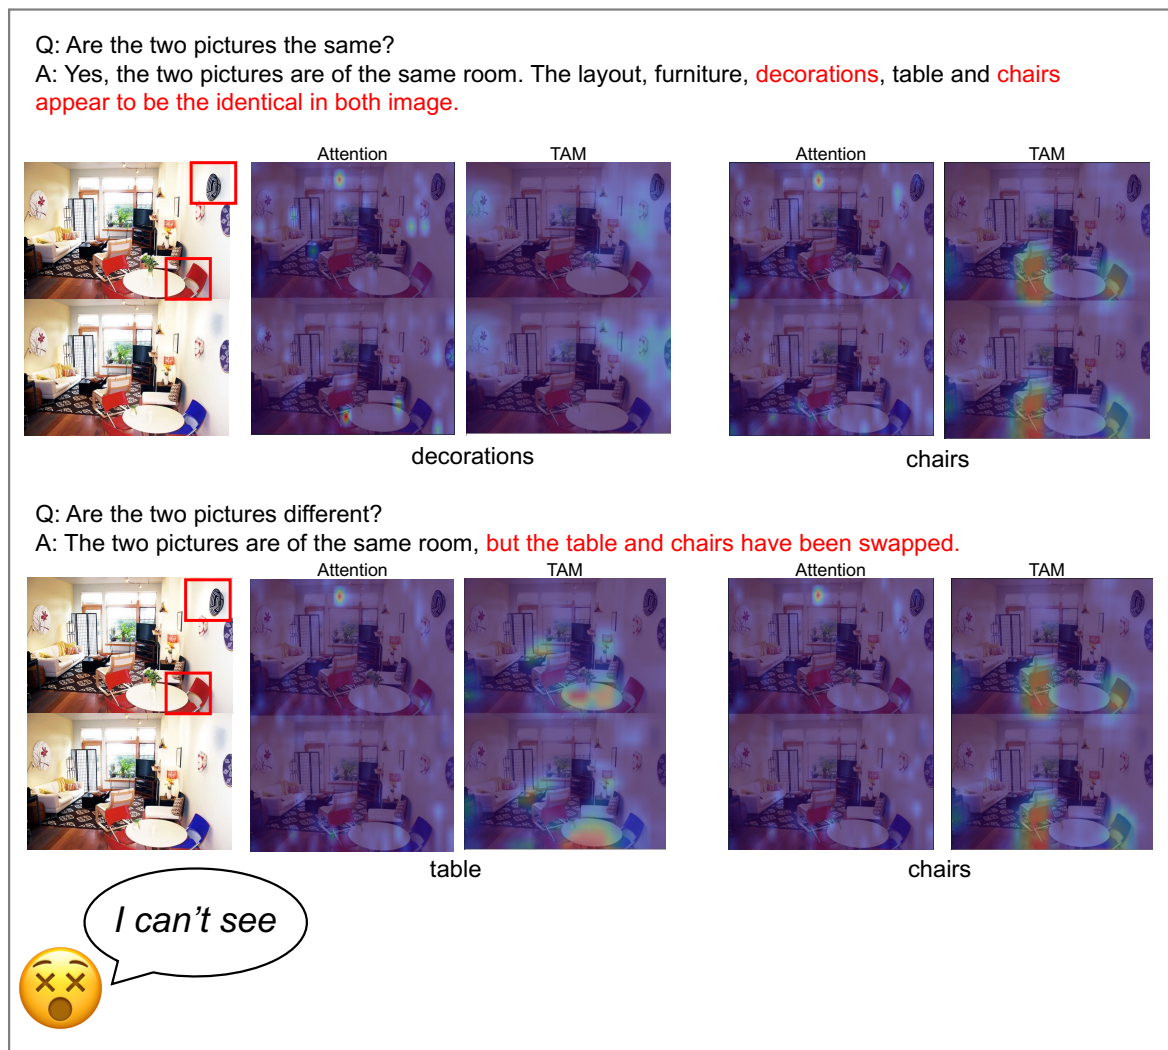 Q: Are the two pictures the same?
A: Yes, the two pictures are of the same room. The layout, furniture, decorations, table and chairs
appear to be the identical in both image.
Attention TAM Attention TAM
decorations chairs
Q: Are the two pictures different?
A: The two pictures are of the same room, but the table and chairs have been swapped.
Attention TAM Attention TAM
table chairs
I can't see